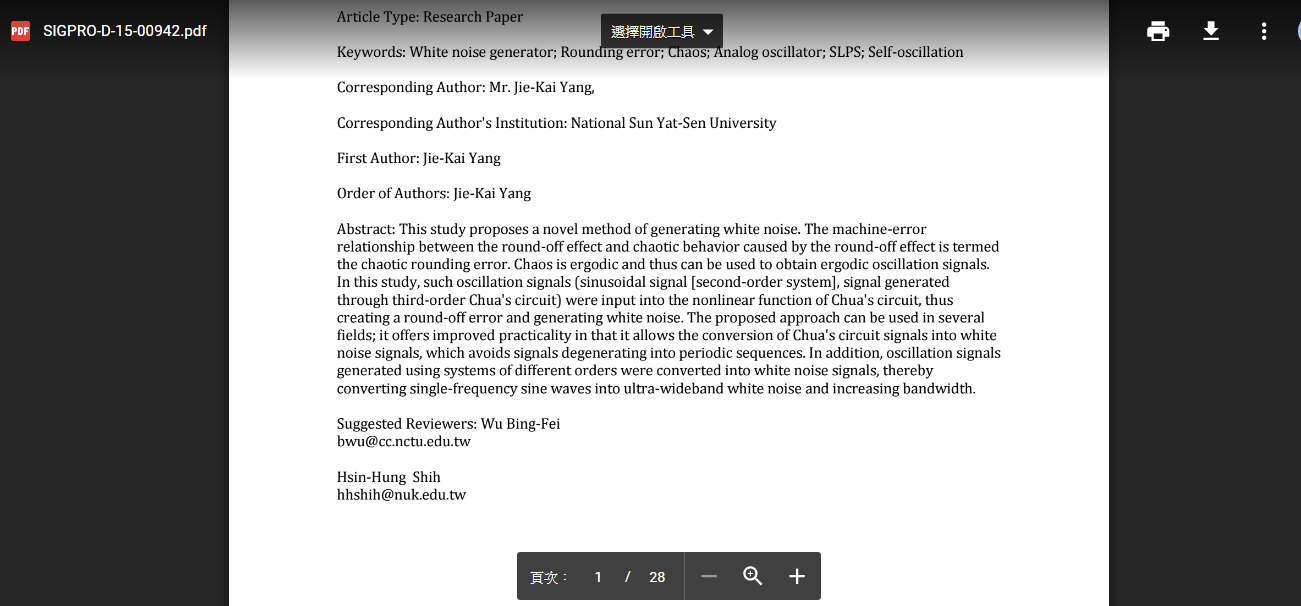 PDF SIGPRO-D-15-00942.pdf
選擇開啟工具
Article Type: Research Paper
Keywords: White noise generator; Rounding error; Chaos; Analog oscillator; SLPS; Self-oscillation
Corresponding Author: Mr. Jie-Kai Yang,
Corresponding Author's Institution: National Sun Yat-Sen University
First Author: Jie-Kai Yang
Order of Authors: Jie-Kai Yang
Abstract: This study proposes a novel method of generating white noise. The machine-error
relationship between the round-off effect and chaotic behavior caused by the round-off effect is termed
the chaotic rounding error. Chaos is ergodic and thus can be used to obtain ergodic oscillation signals.
In this study, such oscillation signals (sinusoidal signal [second-order system], signal generated
through third-order Chua's circuit) were input into the nonlinear function of Chua's circuit, thus
creating a round-off error and generating white noise. The proposed approach can be used in several
fields; it offers improved practicality in that it allows the conversion of Chua's circuit signals into white
noise signals, which avoids signals degenerating into periodic sequences. In addition, oscillation signals
generated using systems of different orders were converted into white noise signals, thereby
converting single-frequency sine waves into ultra-wideband white noise and increasing bandwidth.
Suggested Reviewers: Wu Bing-Fei
bwu@cc.nctu.edu.tw
Hsin-Hung  Shih
hhshih@nuk.edu.tw
頁次： 1 / 28